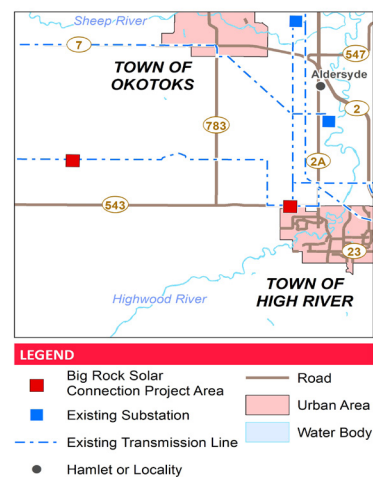 Sheep River
7
547
TOWN OF
OKOTOKS
Aldersyde
2
783
2A
543
23
TOWN OF
HIGH RIVER
Highwood River
LEGEND
Big Rock Solar
Connection Project Area
Existing Substation
Existing Transmission Line
Hamlet or Locality
Road
Urban Area
Water Body